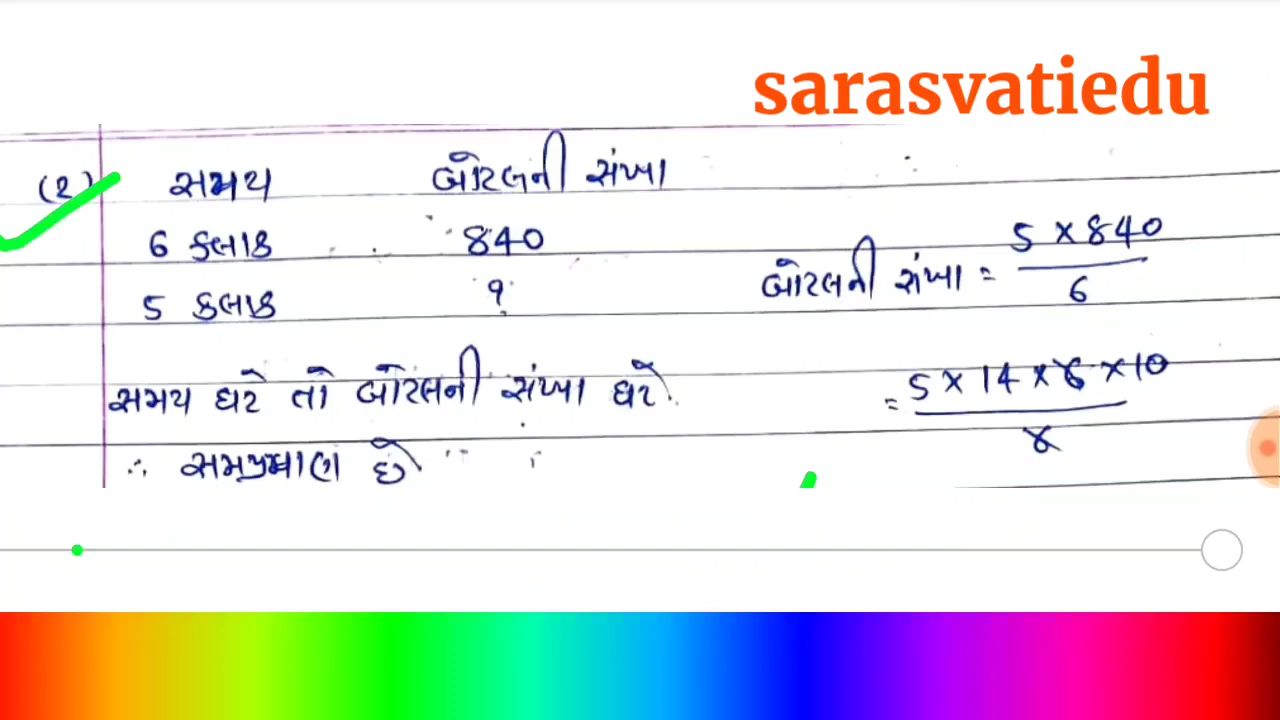 sarasvatiedu
(2) સમય બોટલની સંખ્યા
6 કલાક 840
5 કલાક ?
બોટલની સંખ્યા = 5 × 840 / 6
સમય ઘટે તો બોટલની સંખ્યા ઘટે.
= 5 × 14 × 6 × 10 / 6
∴ સમપ્રમાણ છે